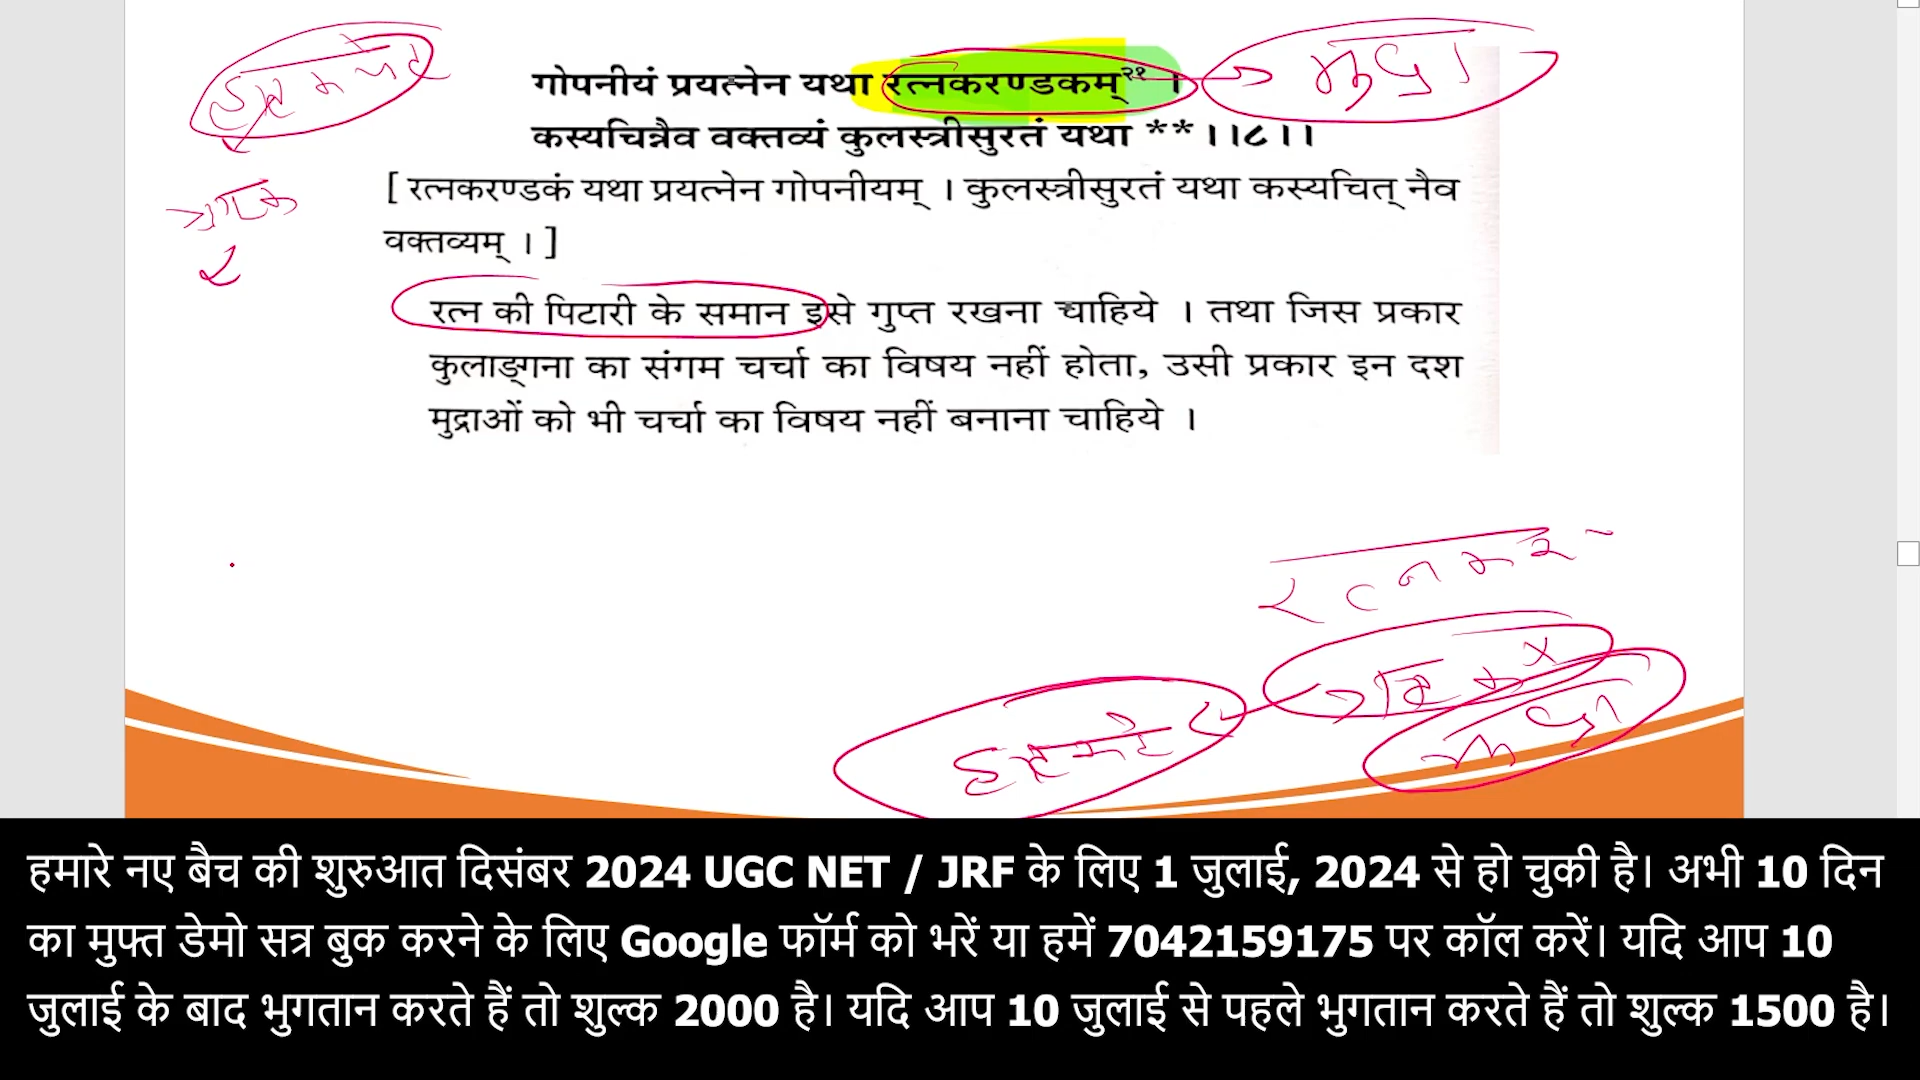 गोपनीयं प्रयत्नेन यथा रत्नकरण्डकम्२१ ।
मुद्रा
कस्यचिन्नैव वक्तव्यं कुलस्त्रीसुरतं यथा ** ।।८।।
[ रत्नकरण्डकं यथा प्रयत्नेन गोपनीयम् । कुलस्त्रीसुरतं यथा कस्यचित् नैव
वक्तव्यम् । ]
रत्न की पिटारी के समान इसे गुप्त रखना चाहिये । तथा जिस प्रकार
कुलाङ्गना का संगम चर्चा का विषय नहीं होता, उसी प्रकार इन दश
मुद्राओं को भी चर्चा का विषय नहीं बनाना चाहिये ।
मुद्रा
हमारे नए बैच की शुरुआत दिसंबर 2024 UGC NET / JRF के लिए 1 जुलाई, 2024 से हो चुकी है। अभी 10 दिन
का मुफ्त डेमो सत्र बुक करने के लिए Google फॉर्म को भरें या हमें 7042159175 पर कॉल करें। यदि आप 10
जुलाई के बाद भुगतान करते हैं तो शुल्क 2000 है। यदि आप 10 जुलाई से पहले भुगतान करते हैं तो शुल्क 1500 है।